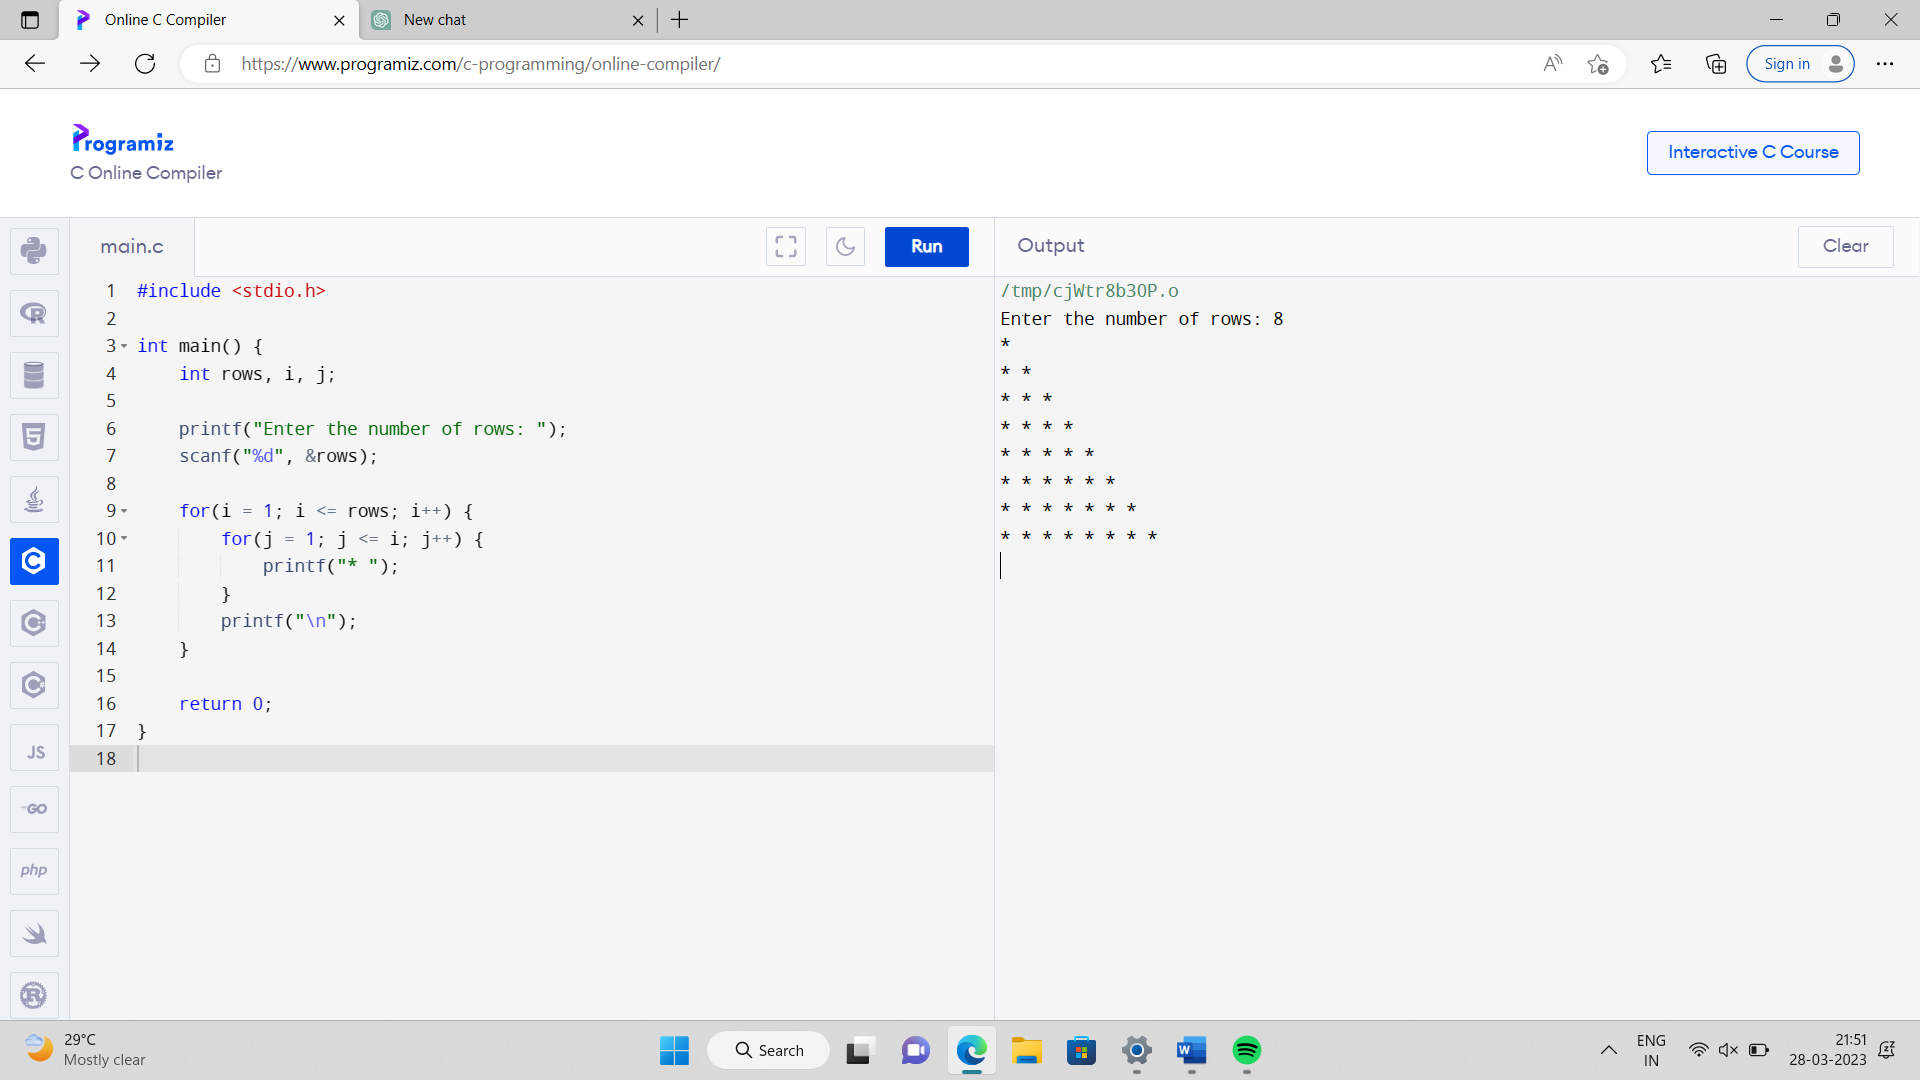 Online C Compiler
New chat
https://www.programiz.com/c-programming/online-compiler/
Sign in
Programiz
C Online Compiler
Interactive C Course
main.c
Run
Output
Clear
1 #include <stdio.h>
2
3 int main() {
4     int rows, i, j;
5
6     printf("Enter the number of rows: ");
7     scanf("%d", &rows);
8
9     for(i = 1; i <= rows; i++) {
10         for(j = 1; j <= i; j++) {
11             printf("* ");
12         }
13         printf("\n");
14     }
15
16     return 0;
17 }
18
/tmp/cjWtr8b3OP.o
Enter the number of rows: 8
*
* *
* * *
* * * *
* * * * *
* * * * * *
* * * * * * *
* * * * * * * *
JS
GO
php
29°C
Mostly clear
Search
ENG
IN
21:51
28-03-2023